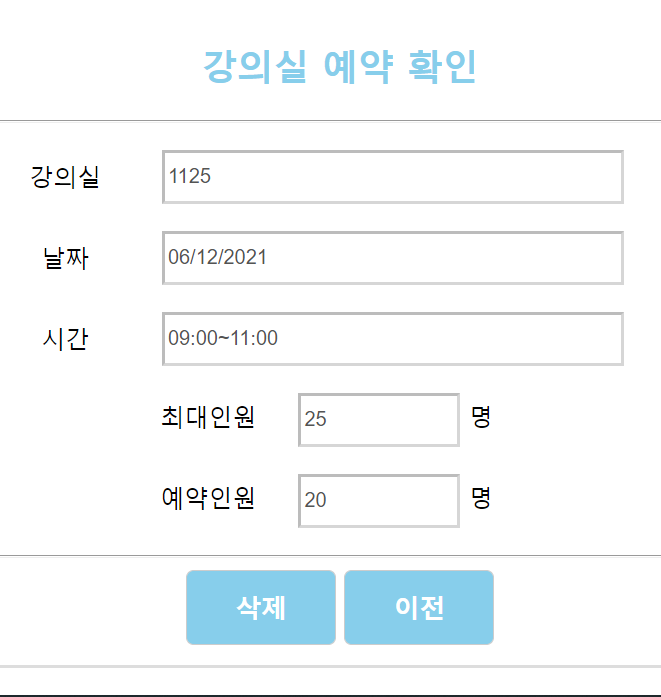 강의실 예약 확인
강의실 1125
날짜 06/12/2021
시간 09:00~11:00
최대인원 25 명
예약인원 20 명
삭제 이전